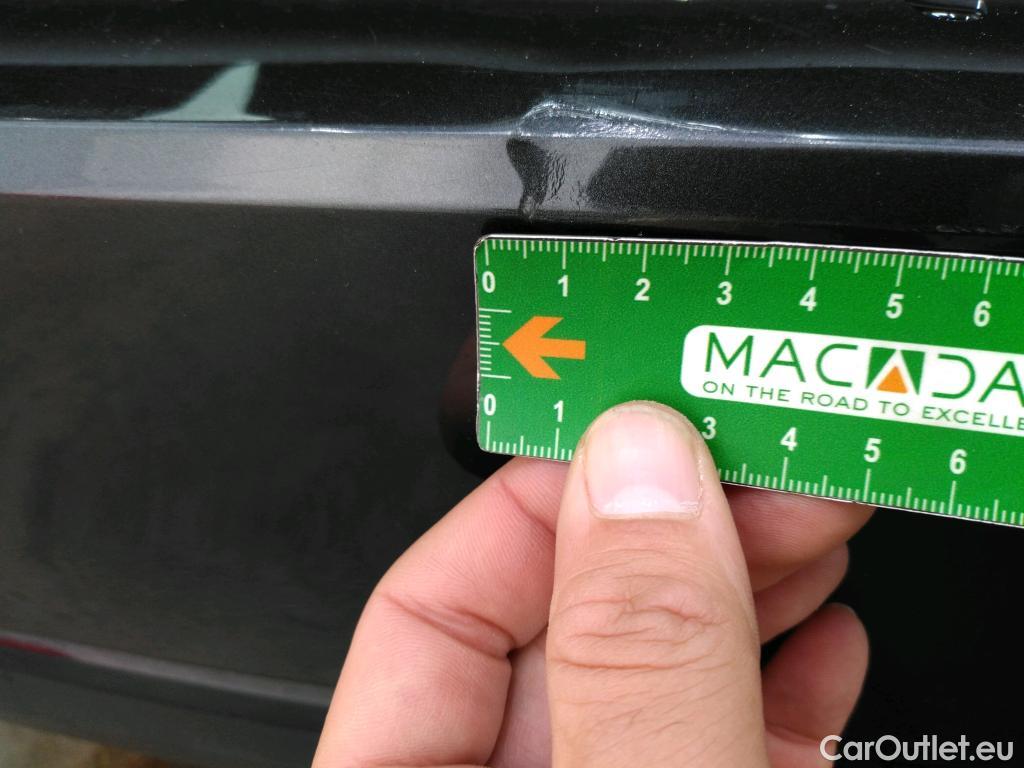 0 1 2 3 4 5 6
MACADA
ON THE ROAD TO EXCELLE
0 1 3 4 5 6
CarOutlet.eu